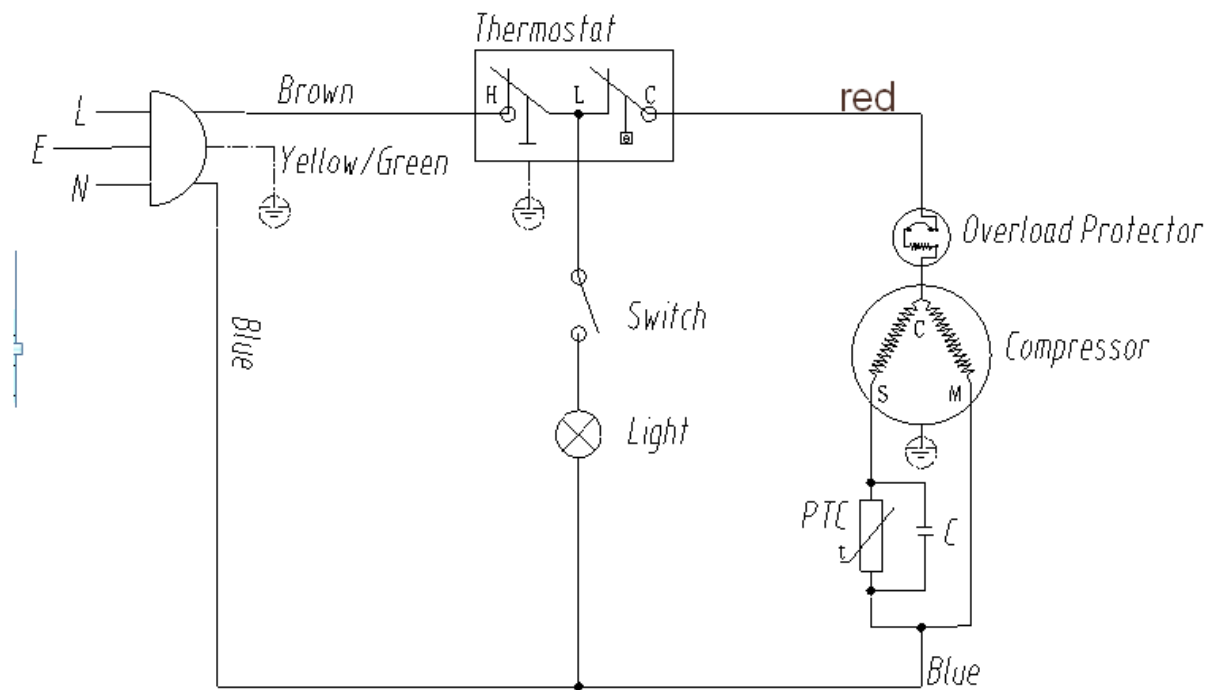 Thermostat
Brown
H L C
red
L
E
N
Yellow/Green
Overload Protector
Blue
Switch
C
Compressor
S M
Light
PTC
C
t
Blue